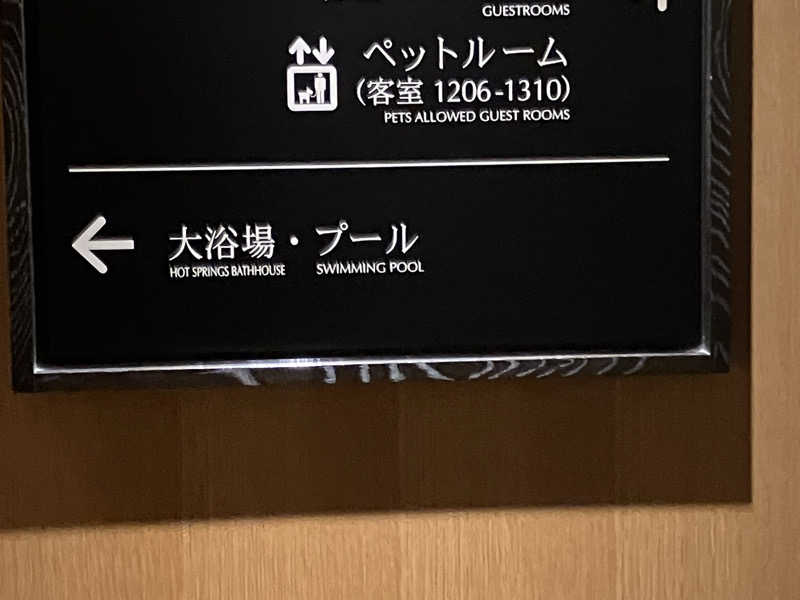 GUESTROOMS
ペットルーム
(客室 1206-1310)
PETS ALLOWED GUEST ROOMS
大浴場・プール
HOT SPRINGS BATHHOUSE SWIMMING POOL